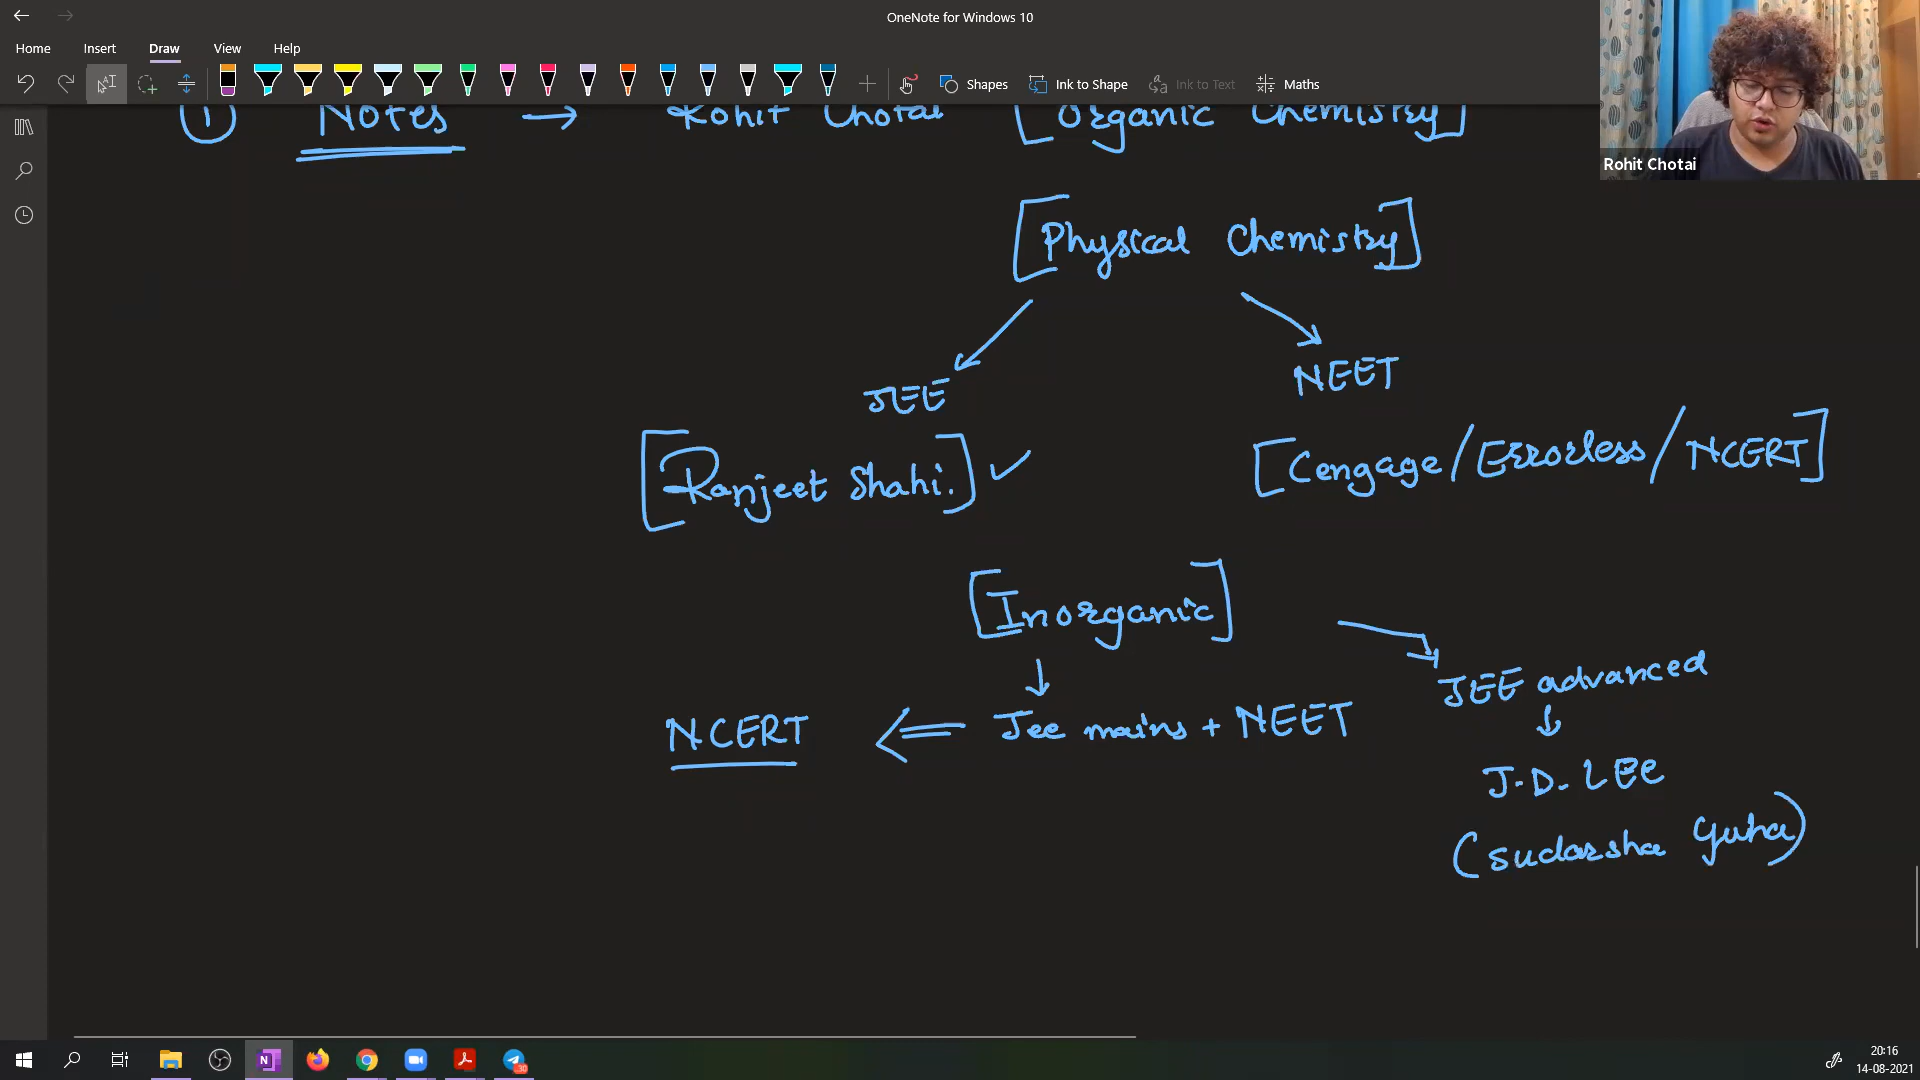 OneNote for Windows 10
Home Insert Draw View Help
Shapes Ink to Shape Ink to Text Maths
Rohit Chotai
① Notes → Rohit Chotai [Organic Chemistry]
[Physical Chemistry]
JEE NEET
[Ranjeet Shahi.] ✓ [Cengage/Errorless/NCERT]
[Inorganic]
JEE advanced
NCERT Jee mains + NEET
J.D. LEe
(sudarsha guha)
30
20:16
14-08-2021